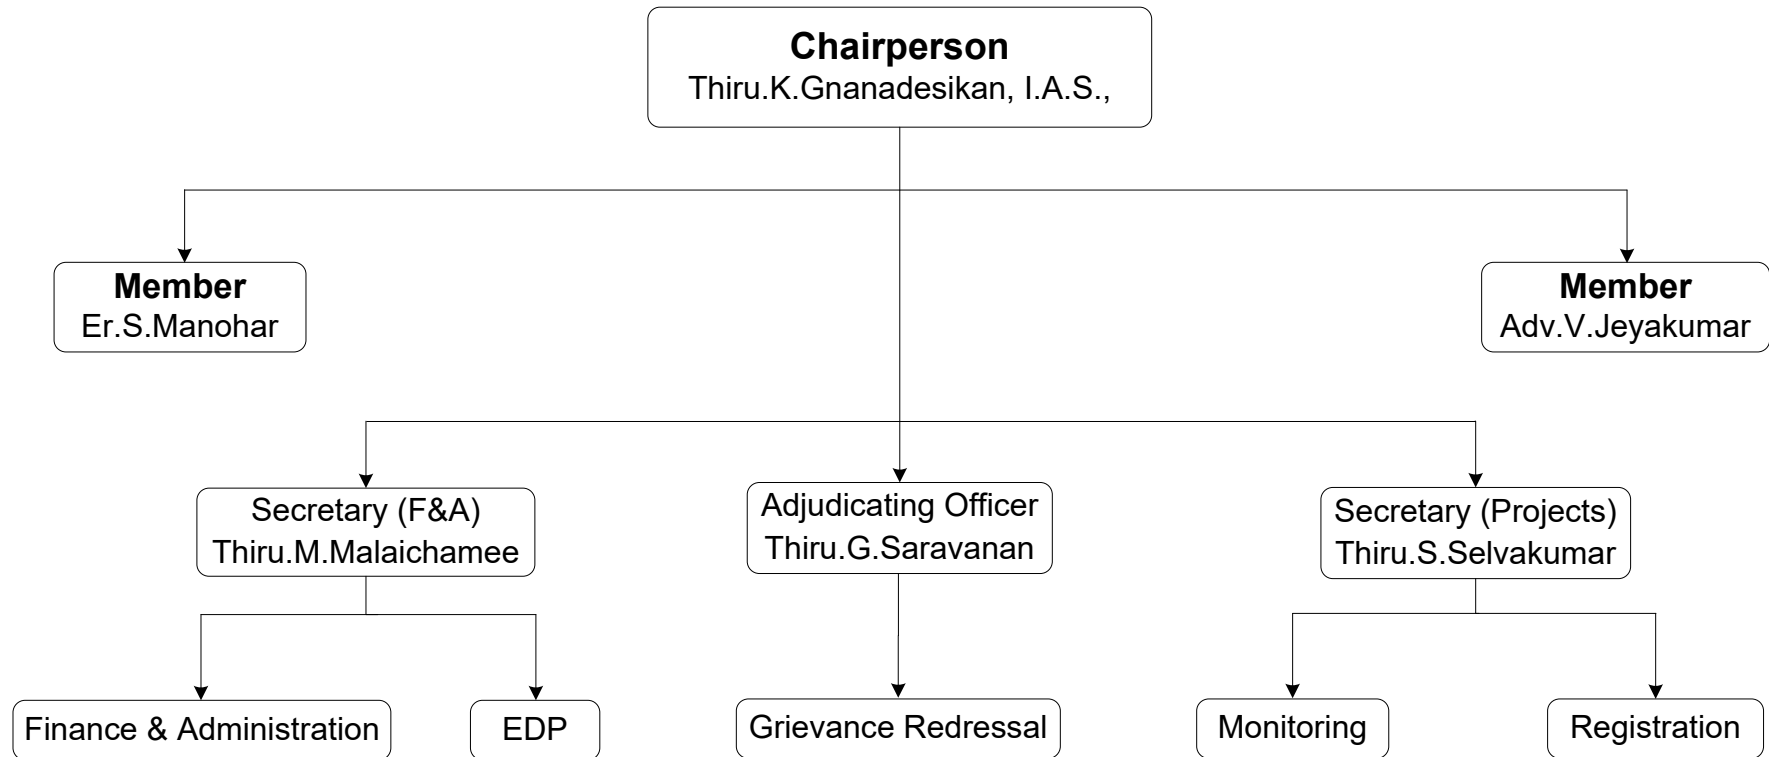 Chairperson
Thiru.K.Gnanadesikan, I.A.S.,
Member
Er.S.Manohar
Member
Adv.V.Jeyakumar
Secretary (F&A)
Thiru.M.Malaichamee
Adjudicating Officer
Thiru.G.Saravanan
Secretary (Projects)
Thiru.S.Selvakumar
Finance & Administration
EDP
Grievance Redressal
Monitoring
Registration